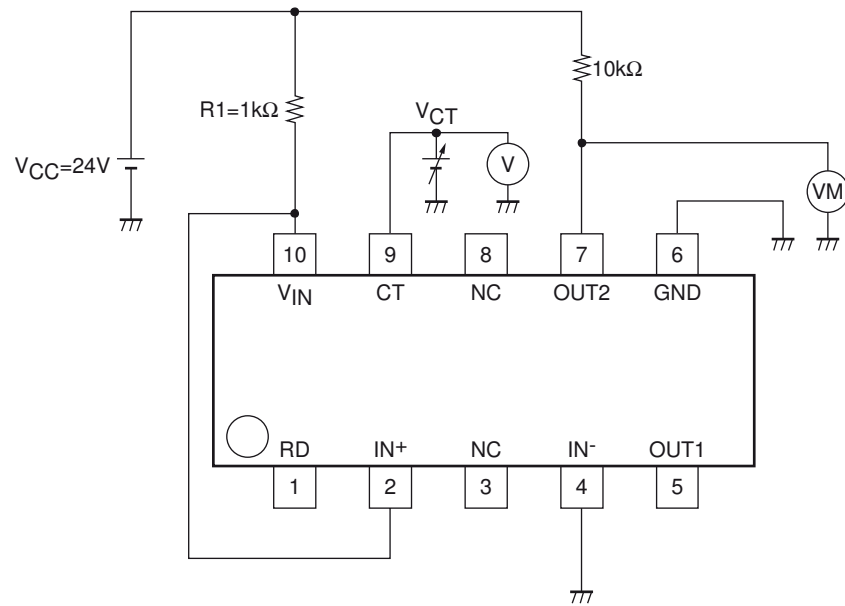 10kΩ
R1=1kΩ
VCT
VCC=24V
V
VM
10 9 8 7 6
VIN CT NC OUT2 GND
RD IN+ NC IN- OUT1
1 2 3 4 5